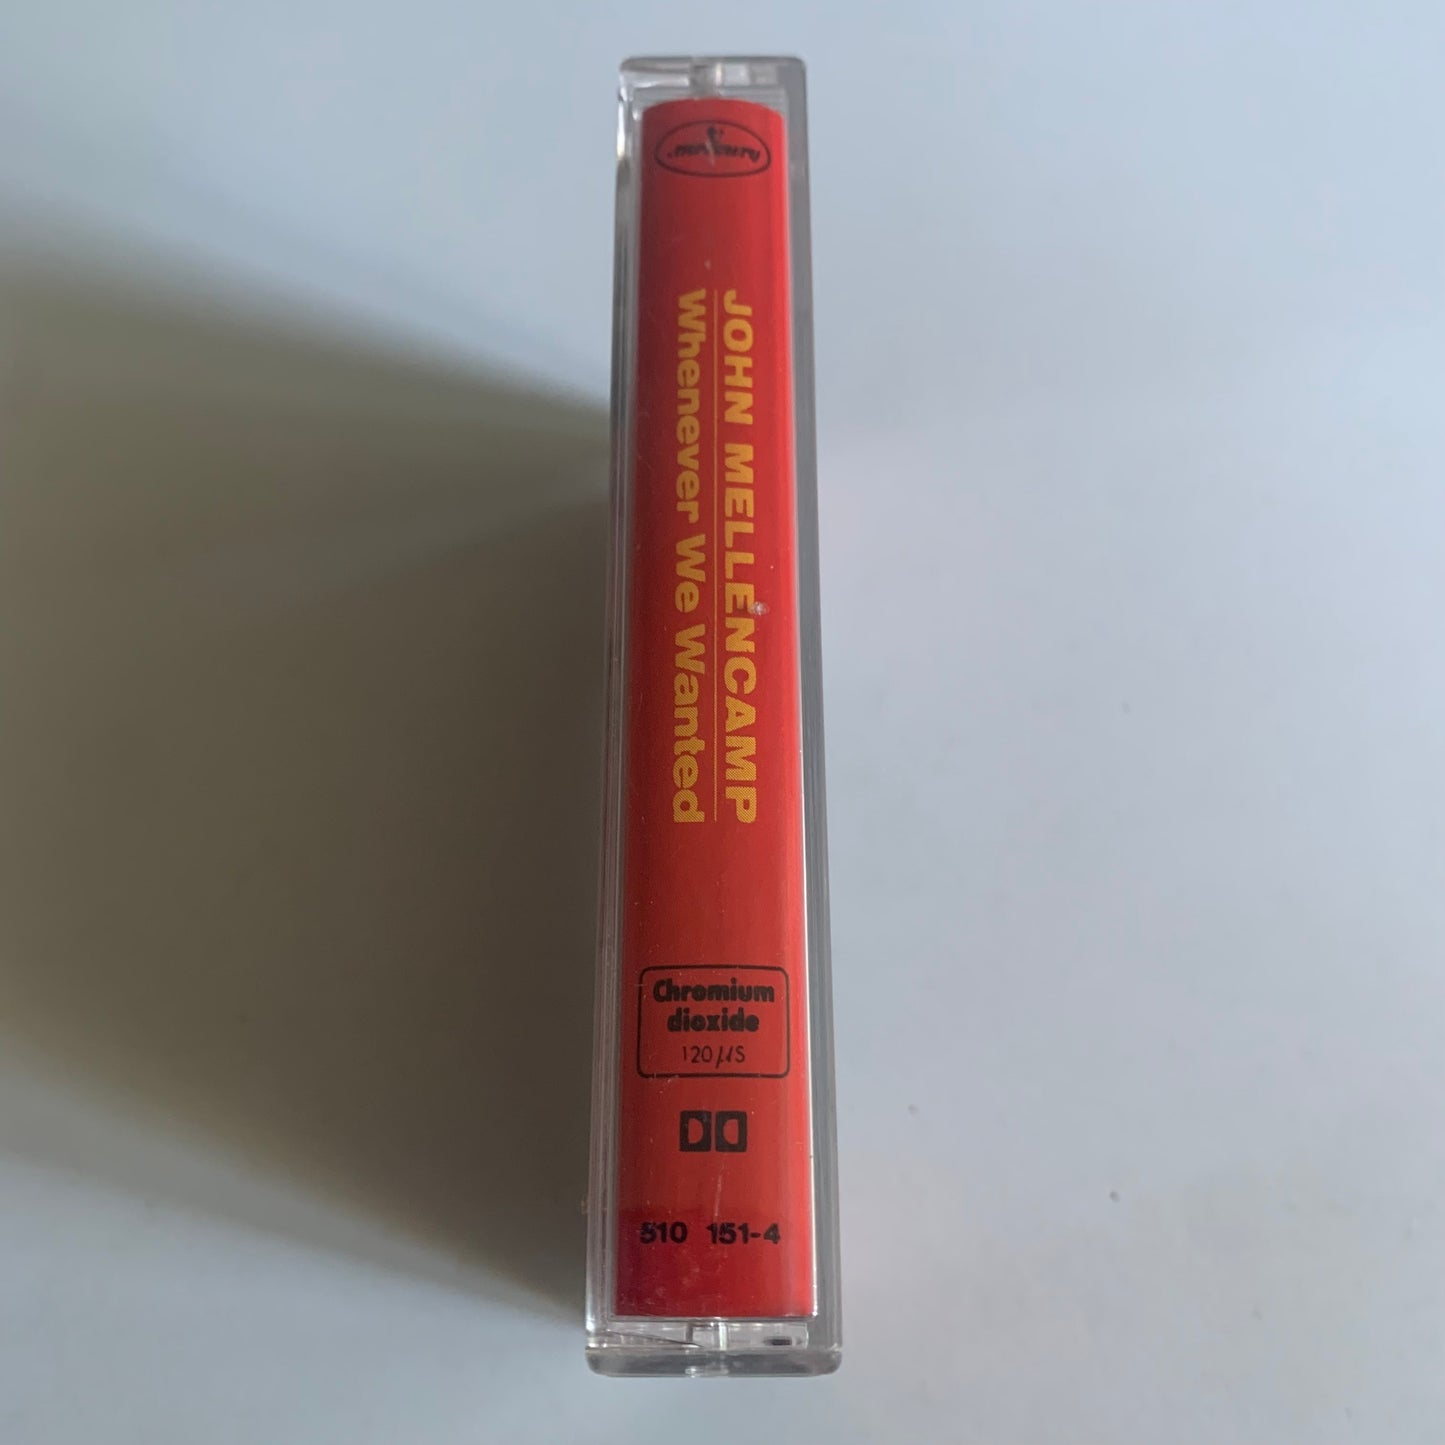 mercury
JOHN MELLENCAMP
Whenever We Wanted
Chromium
dioxide
120 µS
510 151-4